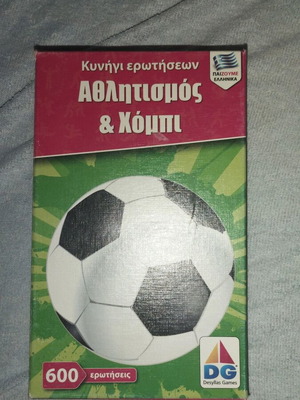 Κυνήγι ερωτήσεων
ΠΑΙΖΟΥΜΕ
ΕΛΛΗΝΙΚΑ
Αθλητισμός
& Χόμπι
600 ερωτήσεις
DG
Desyllas Games